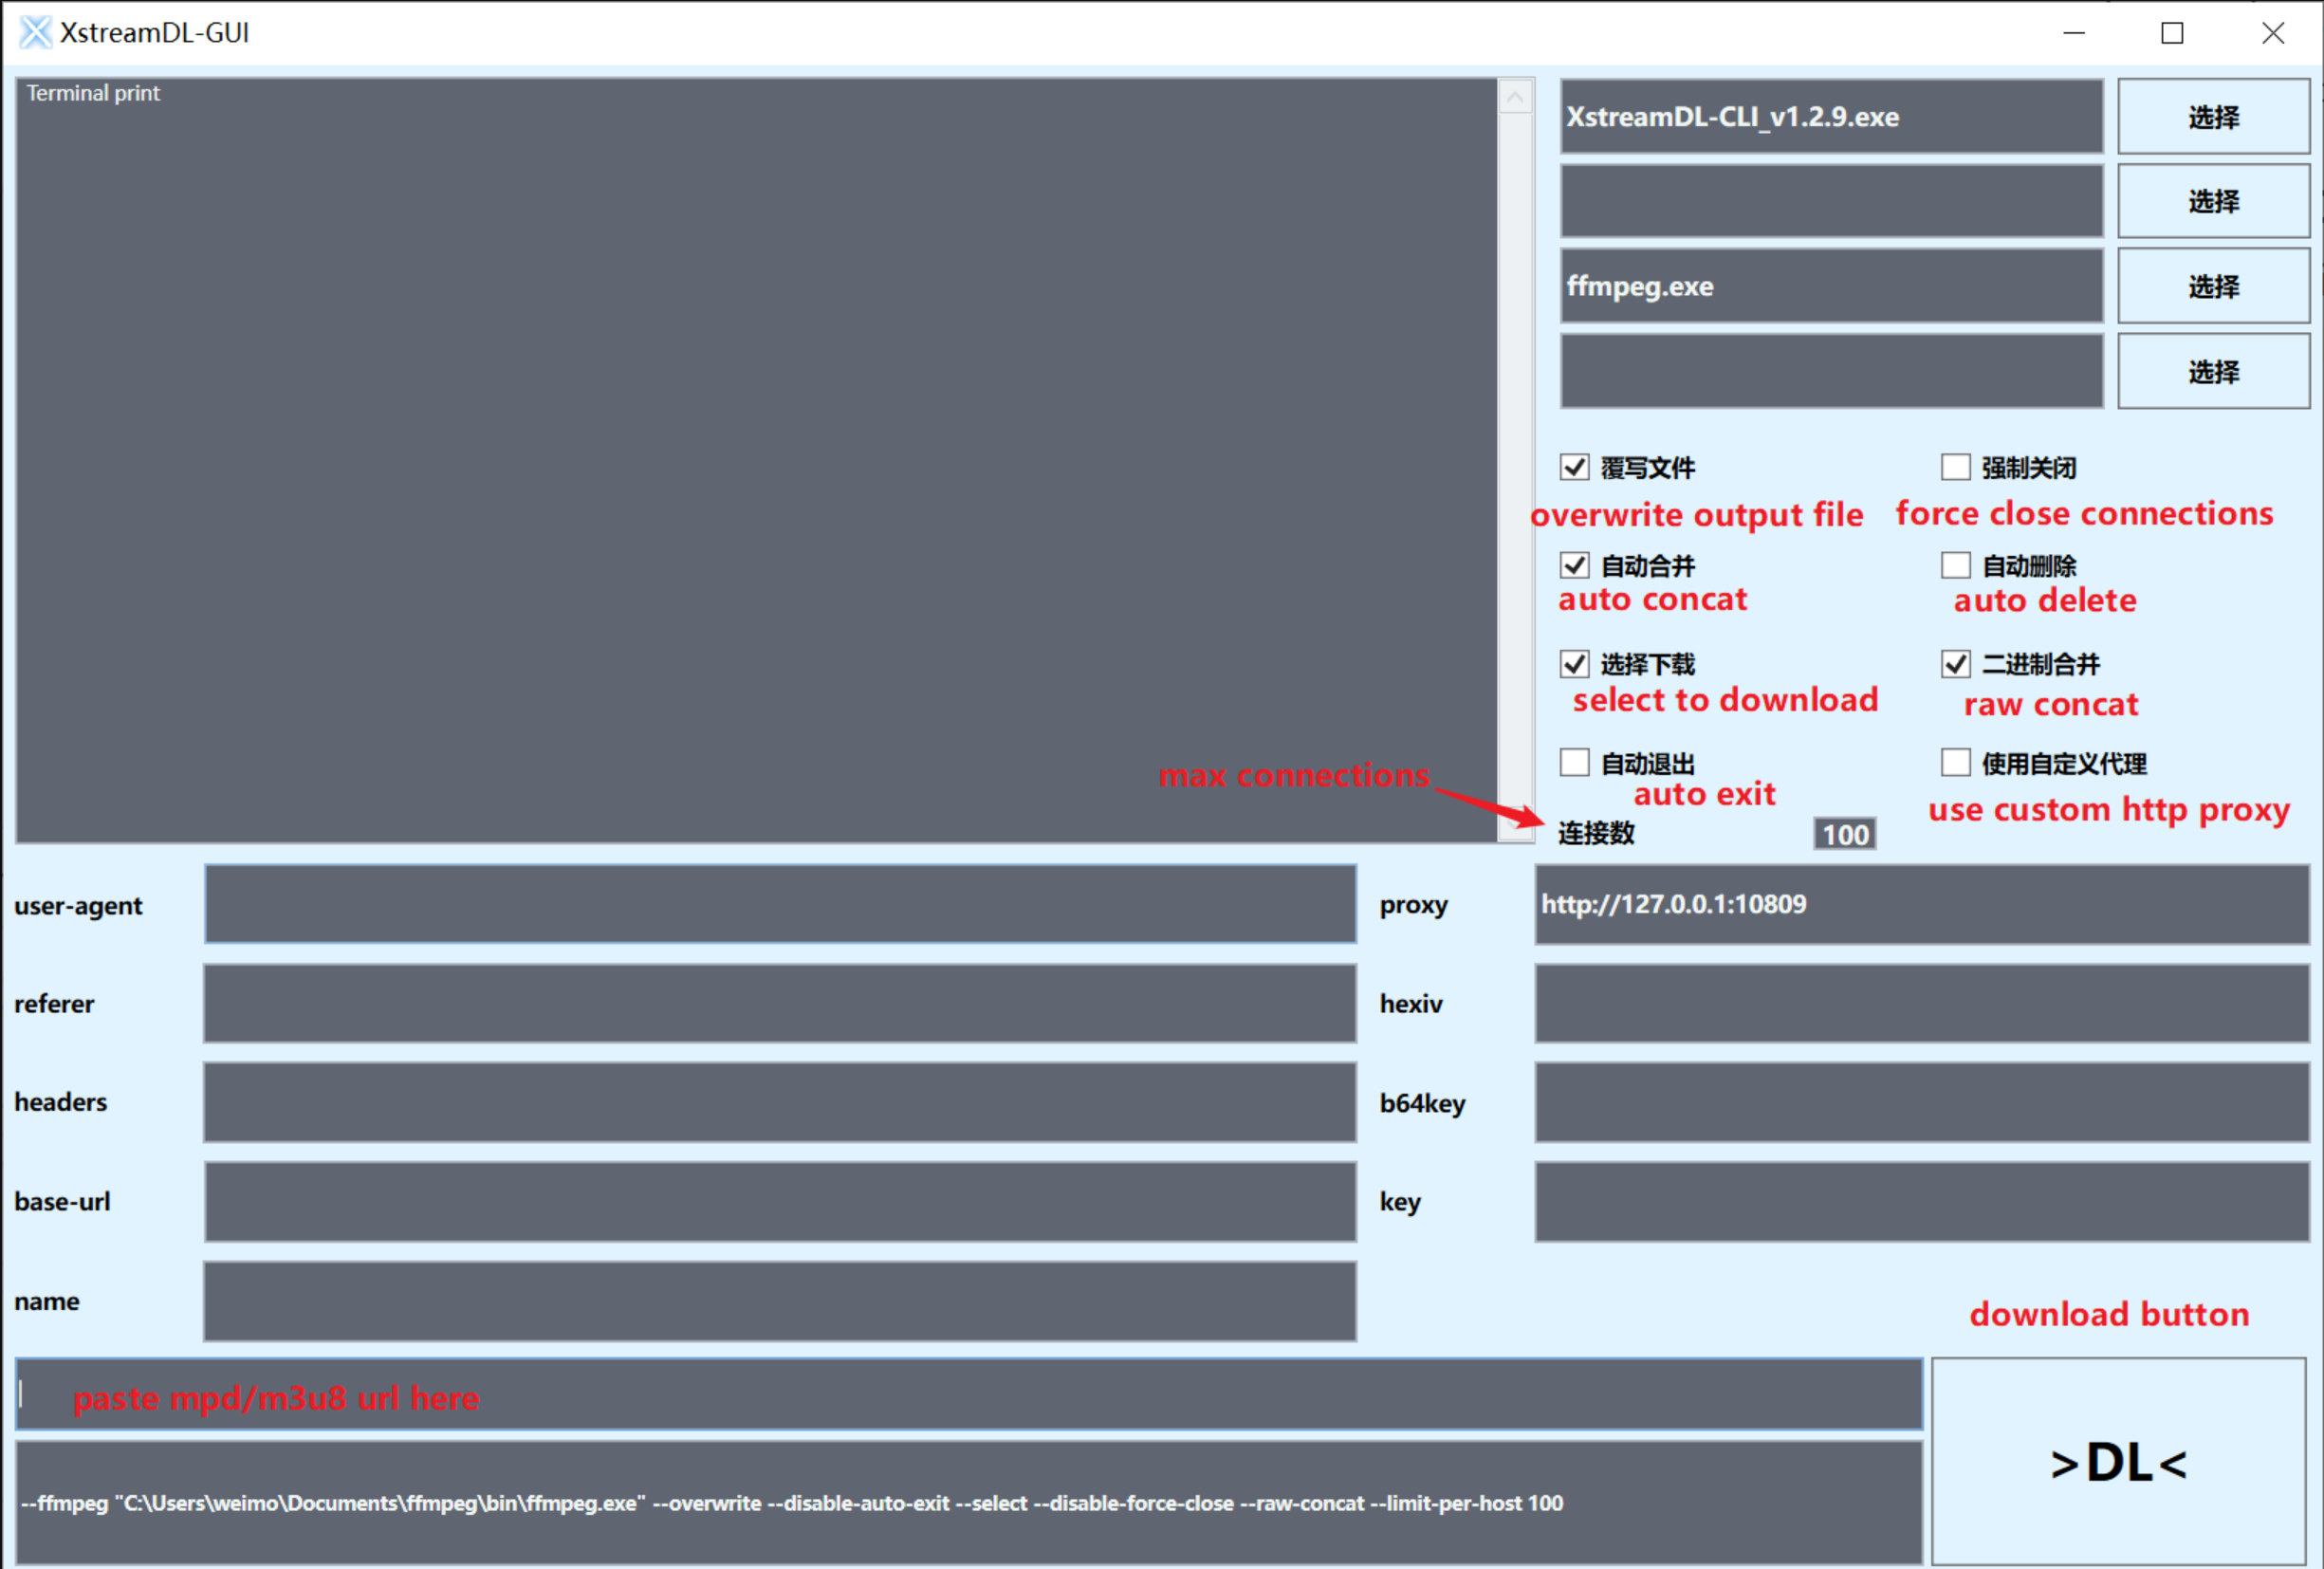 XstreamDL-GUI
Terminal print
XstreamDL-CLI_v1.2.9.exe
选择
选择
ffmpeg.exe
选择
选择
覆写文件
强制关闭
overwrite output file
force close connections
自动合并
自动删除
auto concat
auto delete
选择下载
二进制合并
select to download
raw concat
自动退出
使用自定义代理
max connections
auto exit
use custom http proxy
连接数
100
user-agent
proxy
http://127.0.0.1:10809
referer
hexiv
headers
b64key
base-url
key
name
download button
paste mpd/m3u8 url here
>DL<
--ffmpeg "C:\Users\weimo\Documents\ffmpeg\bin\ffmpeg.exe" --overwrite --disable-auto-exit --select --disable-force-close --raw-concat --limit-per-host 100